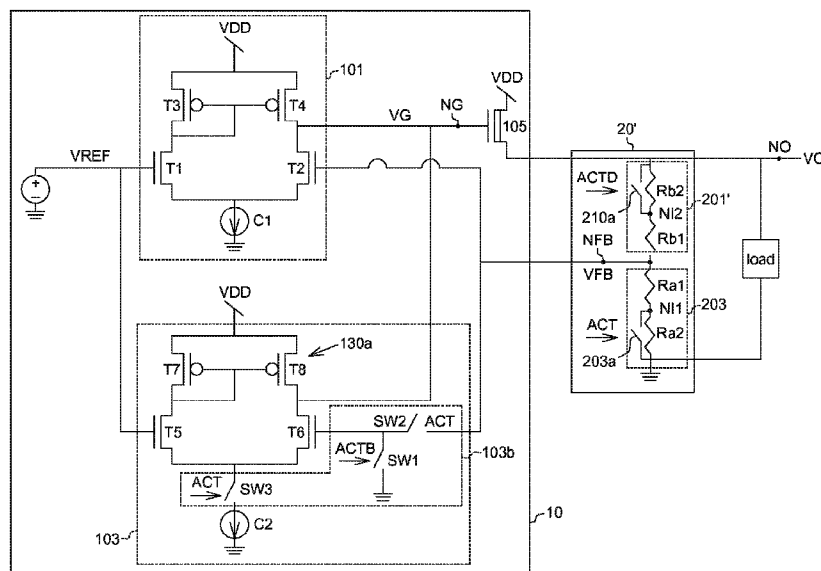 VDD
101
T3
T4
VDD
VG
NG
105
20'
VREF
T1
T2
NO
VO
ACTD
Rb2
210a
NI2
201'
C1
Rb1
NFB
VFB
load
VDD
Ra1
NI1
203
ACT
Ra2
203a
130a
T7
T8
SW2
ACT
T5
T6
ACTB
SW1
103b
ACT
SW3
10
C2
103